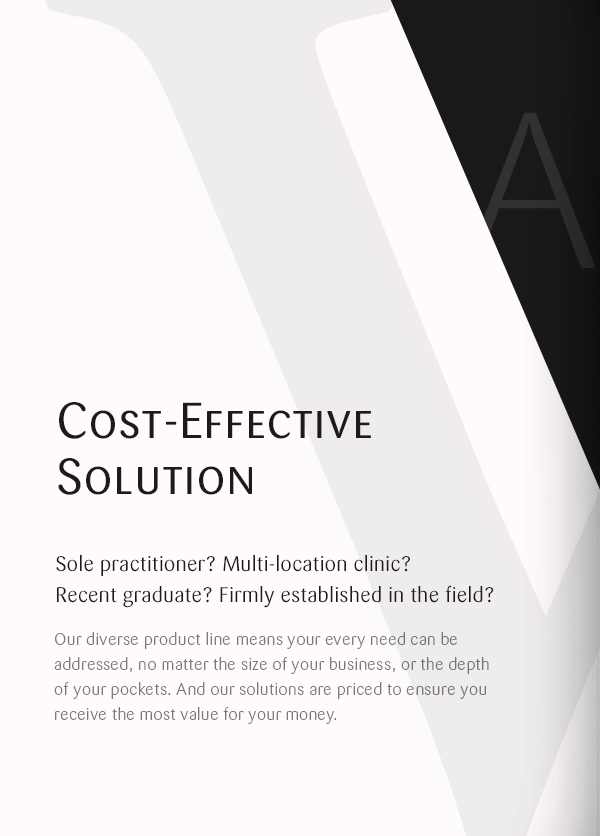 A
Cost-Effective
Solution
Sole practitioner? Multi-location clinic?
Recent graduate? Firmly established in the field?
Our diverse product line means your every need can be
addressed, no matter the size of your business, or the depth
of your pockets. And our solutions are priced to ensure you
receive the most value for your money.